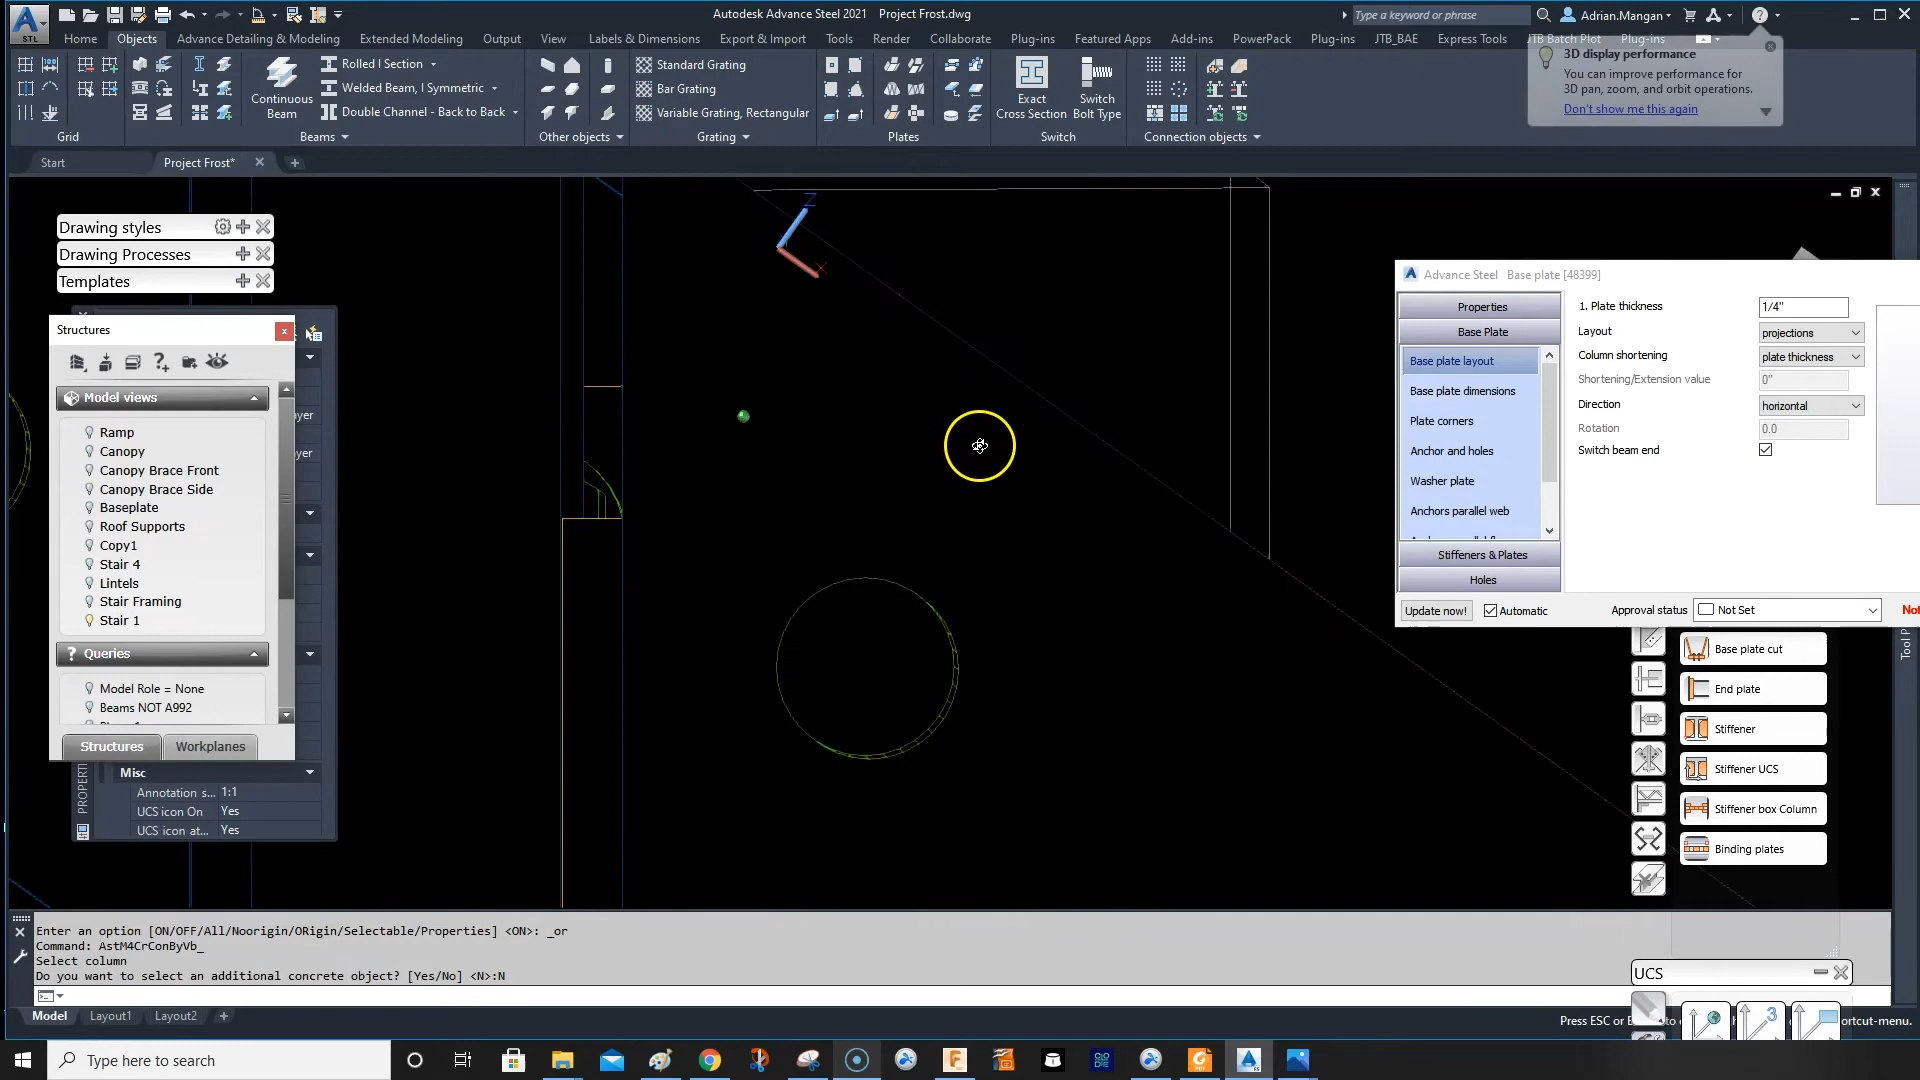 Autodesk Advance Steel 2021 Project Frost.dwg
Type a keyword or phrase
Adrian.Mangan
STL
Home Objects Advance Detailing & Modeling Extended Modeling Output View Labels & Dimensions Export & Import Tools Render Collaborate Plug-ins Featured Apps Add-ins PowerPack Plug-ins JTB_BAE Express Tools JTB Batch Plot Plug-ins
3D display performance
You can improve performance for
3D pan, zoom, and orbit operations.
Don't show me this again
Continuous
Beam
Rolled I Section
Welded Beam, I Symmetric
Double Channel - Back to Back
Standard Grating
Bar Grating
Variable Grating, Rectangular
Exact
Cross Section
Switch
Bolt Type
Grid Beams Other objects Grating Plates Switch Connection objects
Start Project Frost*
Z
X
Drawing styles
Drawing Processes
Templates
Structures
Model views
Ramp
Canopy
Canopy Brace Front
Canopy Brace Side
Baseplate
Roof Supports
Copy1
Stair 4
Lintels
Stair Framing
Stair 1
Queries
Model Role = None
Beams NOT A992
Structures Workplanes
ayer
ayer
Misc
Annotation s... 1:1
UCS icon On Yes
UCS icon at... Yes
PROPERTI
Advance Steel Base plate [48399]
Properties
Base Plate
Base plate layout
Base plate dimensions
Plate corners
Anchor and holes
Washer plate
Anchors parallel web
Stiffeners & Plates
Holes
1. Plate thickness 1/4"
Layout projections
Column shortening plate thickness
Shortening/Extension value 0"
Direction horizontal
Rotation 0.0
Switch beam end
Update now! Automatic Approval status Not Set
Base plate cut
End plate
Stiffener
Stiffener UCS
Stiffener box Column
Binding plates
Tool P
Enter an option [ON/OFF/All/Noorigin/ORigin/Selectable/Properties] <ON>: _or
Command: AstM4CrConByVb_
Select column
Do you want to select an additional concrete object? [Yes/No] <N>:N
UCS
3
Model Layout1 Layout2
Press ESC or E
ortcut-menu.
Type here to search